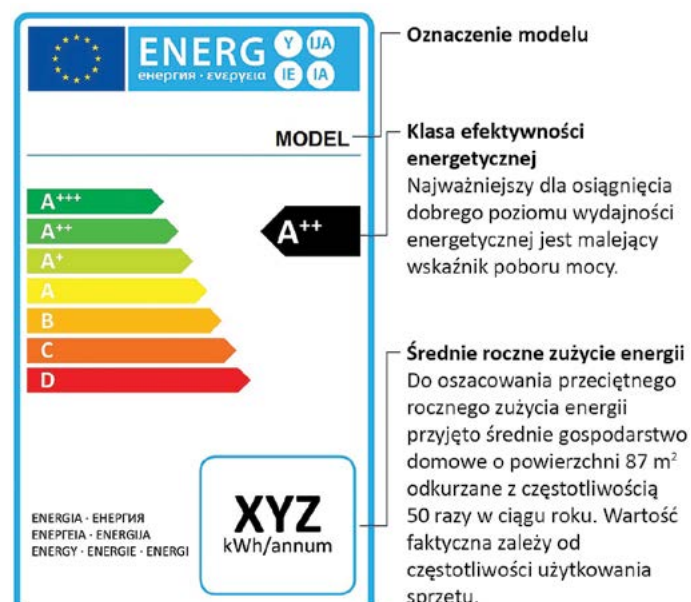 ENERG Y IJA IE IA
енергия · ενεργεια
MODEL
A+++
A++
A+
A
B
C
D
A++
ENERGIA · ЕНЕРГИЯ
ΕΝΕΡΓΕΙΑ · ENERGIJA
ENERGY · ENERGIE · ENERGI
XYZ
kWh/annum
Oznaczenie modelu
Klasa efektywności
energetycznej
Najważniejszy dla osiągnięcia
dobrego poziomu wydajności
energetycznej jest malejący
wskaźnik poboru mocy.
Średnie roczne zużycie energii
Do oszacowania przeciętnego
rocznego zużycia energii
przyjęto średnie gospodarstwo
domowe o powierzchni 87 m²
odkurzane z częstotliwością
50 razy w ciągu roku. Wartość
faktyczna zależy od
częstotliwości użytkowania
sprzętu.